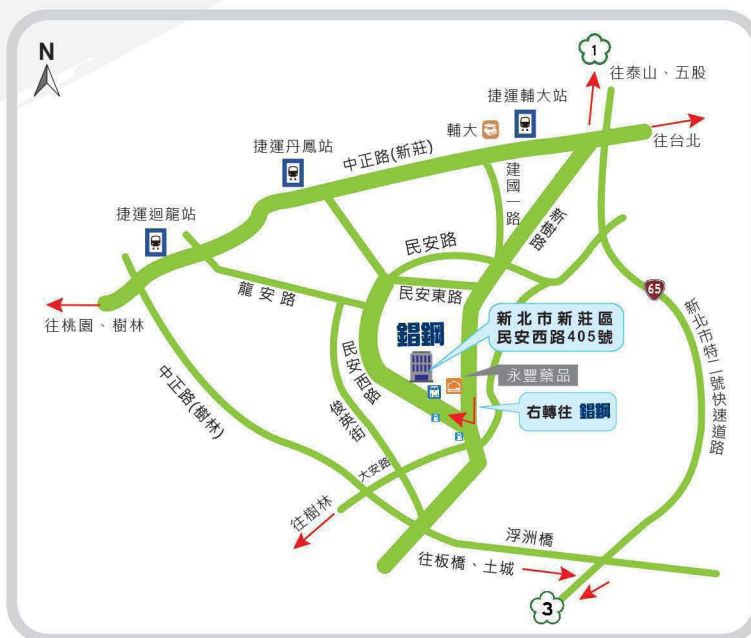 N
1
往泰山、五股
捷運輔大站
輔大
往台北
捷運丹鳳站
中正路(新莊)
建國一路
新樹路
捷運迴龍站
民安路
龍安路
民安東路
65
往桃園、樹林
新北市新莊區
民安西路405號
錩鋼
新北市特二號快速道路
民安西路
永豐藥品
中正路(樹林)
俊英街
右轉往 錩鋼
大安路
往樹林
浮洲橋
往板橋、土城
3